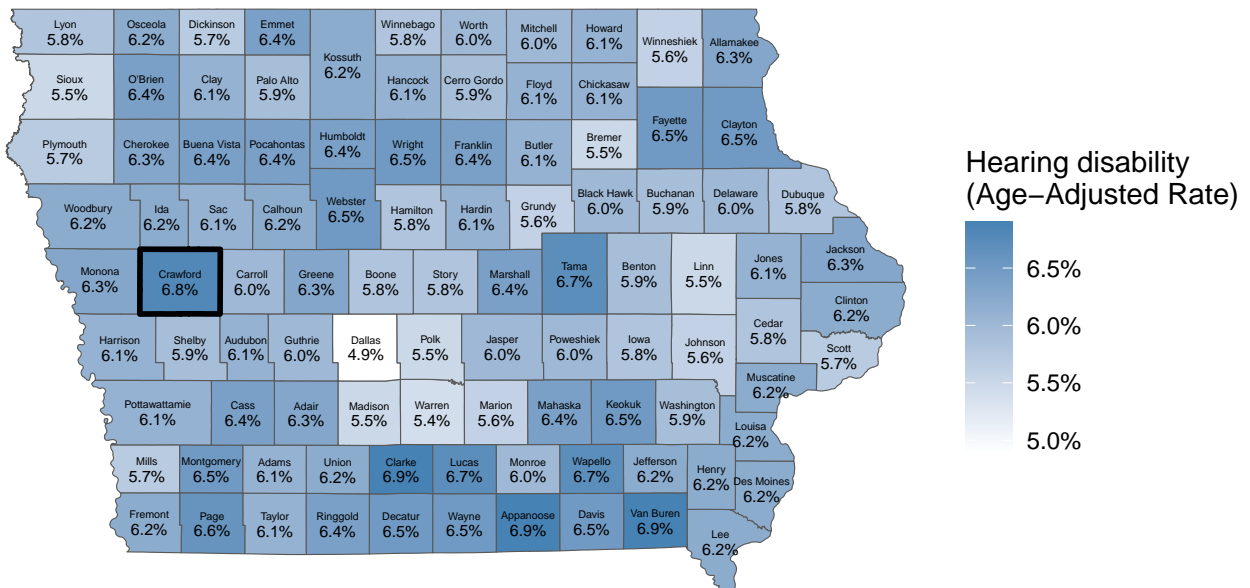 Lyon
5.8%
Osceola
6.2%
Dickinson
5.7%
Emmet
6.4%
Kossuth
6.2%
Winnebago
5.8%
Worth
6.0%
Mitchell
6.0%
Howard
6.1%
Winneshiek
5.6%
Allamakee
6.3%
Sioux
5.5%
O'Brien
6.4%
Clay
6.1%
Palo Alto
5.9%
Hancock
6.1%
Cerro Gordo
5.9%
Floyd
6.1%
Chickasaw
6.1%
Fayette
6.5%
Clayton
6.5%
Plymouth
5.7%
Cherokee
6.3%
Buena Vista
6.4%
Pocahontas
6.4%
Humboldt
6.4%
Wright
6.5%
Franklin
6.4%
Butler
6.1%
Bremer
5.5%
Woodbury
6.2%
Ida
6.2%
Sac
6.1%
Calhoun
6.2%
Webster
6.5%
Hamilton
5.8%
Hardin
6.1%
Grundy
5.6%
Black Hawk
6.0%
Buchanan
5.9%
Delaware
6.0%
Dubuque
5.8%
Monona
6.3%
Crawford
6.8%
Carroll
6.0%
Greene
6.3%
Boone
5.8%
Story
5.8%
Marshall
6.4%
Tama
6.7%
Benton
5.9%
Linn
5.5%
Jones
6.1%
Jackson
6.3%
Clinton
6.2%
Harrison
6.1%
Shelby
5.9%
Audubon
6.1%
Guthrie
6.0%
Dallas
4.9%
Polk
5.5%
Jasper
6.0%
Poweshiek
6.0%
Iowa
5.8%
Johnson
5.6%
Cedar
5.8%
Scott
5.7%
Muscatine
6.2%
Pottawattamie
6.1%
Cass
6.4%
Adair
6.3%
Madison
5.5%
Warren
5.4%
Marion
5.6%
Mahaska
6.4%
Keokuk
6.5%
Washington
5.9%
Louisa
6.2%
Mills
5.7%
Montgomery
6.5%
Adams
6.1%
Union
6.2%
Clarke
6.9%
Lucas
6.7%
Monroe
6.0%
Wapello
6.7%
Jefferson
6.2%
Henry
6.2%
Des Moines
6.2%
Fremont
6.2%
Page
6.6%
Taylor
6.1%
Ringgold
6.4%
Decatur
6.5%
Wayne
6.5%
Appanoose
6.9%
Davis
6.5%
Van Buren
6.9%
Lee
6.2%
Hearing disability
(Age−Adjusted Rate)
6.5%
6.0%
5.5%
5.0%